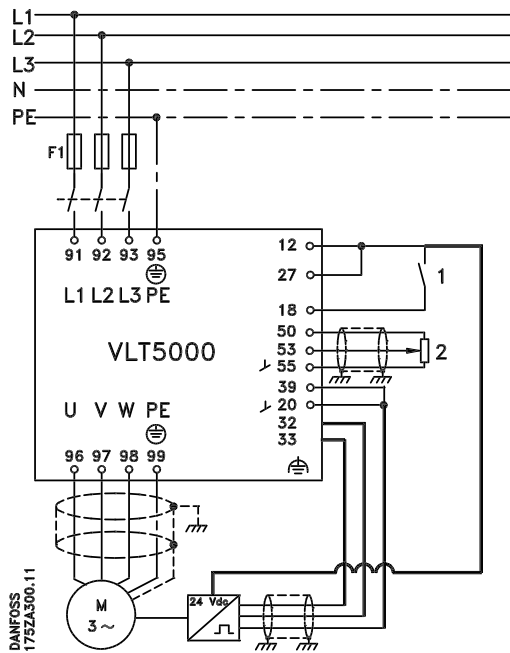 L1
L2
L3
N
PE
F1
91 92 93 95
L1 L2 L3 PE
VLT5000
U V W PE
96 97 98 99
12
27
18
50
53
55
39
20
32
33
1
2
M
3 ~
24 Vdc
DANFOSS
175ZA300.11